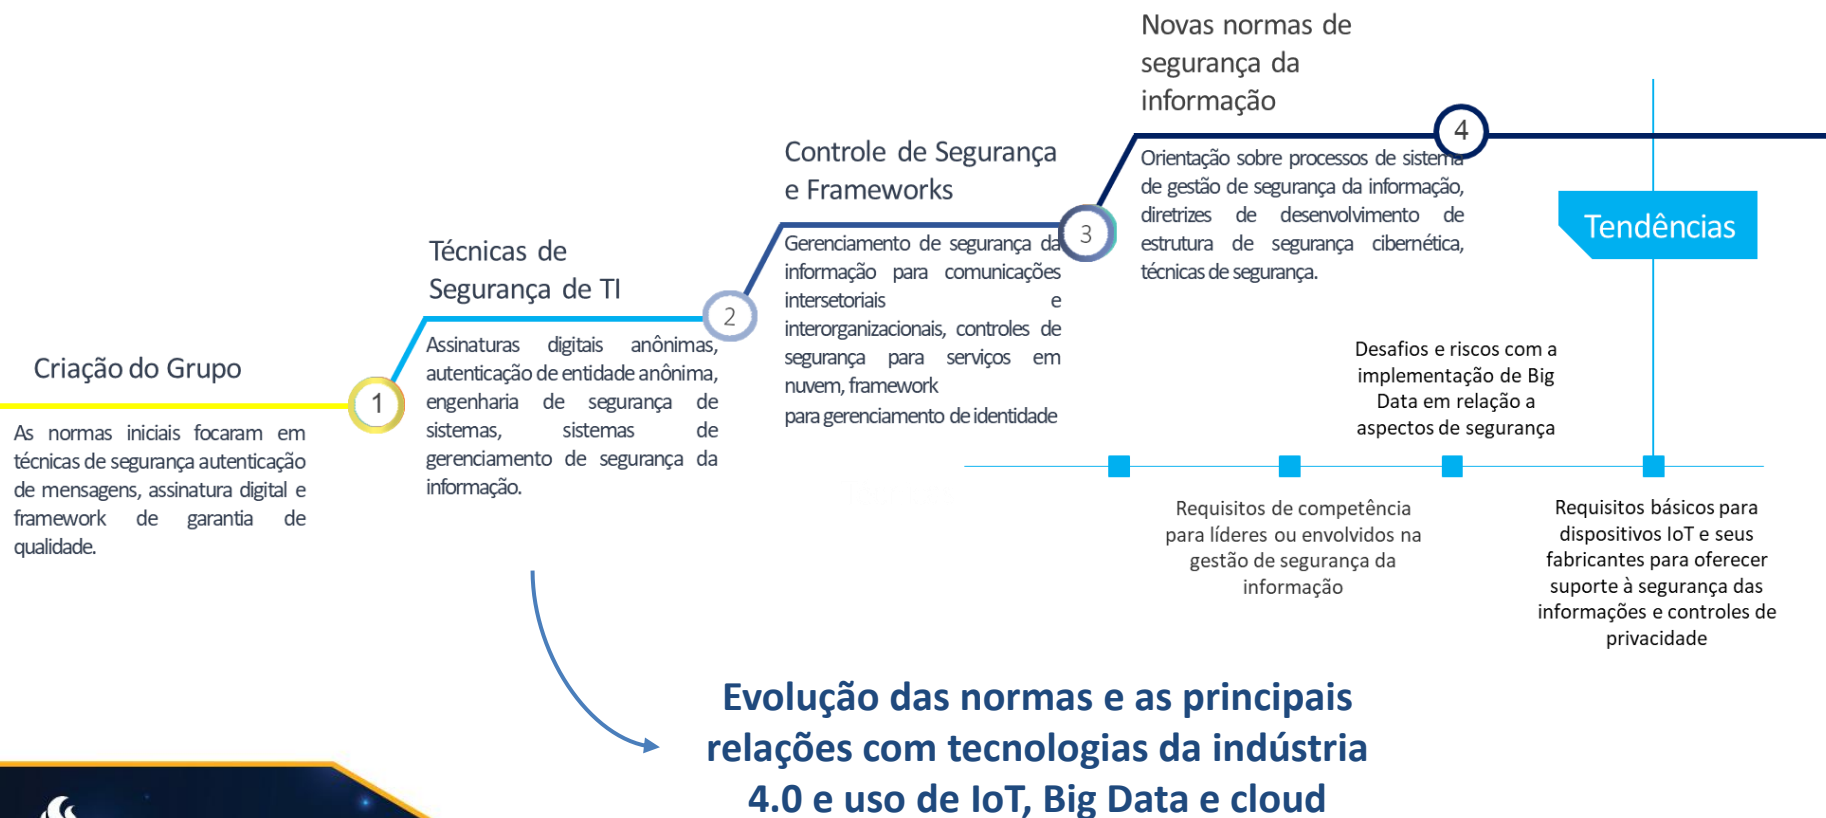 Criação do Grupo
1
As normas iniciais focaram em
técnicas de segurança autenticação
de mensagens, assinatura digital e
framework de garantia de
qualidade.
Técnicas de
Segurança de TI
2
Assinaturas digitais anônimas,
autenticação de entidade anônima,
engenharia de segurança de
sistemas, sistemas de
gerenciamento de segurança da
informação.
Controle de Segurança
e Frameworks
3
Gerenciamento de segurança da
informação para comunicações
intersetoriais e
interorganizacionais, controles de
segurança para serviços em
nuvem, framework
para gerenciamento de identidade
Novas normas de
segurança da
informação
4
Orientação sobre processos de sistema
de gestão de segurança da informação,
diretrizes de desenvolvimento de
estrutura de segurança cibernética,
técnicas de segurança.
Tendências
Desafios e riscos com a
implementação de Big
Data em relação a
aspectos de segurança
Requisitos de competência
para líderes ou envolvidos na
gestão de segurança da
informação
Requisitos básicos para
dispositivos IoT e seus
fabricantes para oferecer
suporte à segurança das
informações e controles de
privacidade
Evolução das normas e as principais
relações com tecnologias da indústria
4.0 e uso de IoT, Big Data e cloud